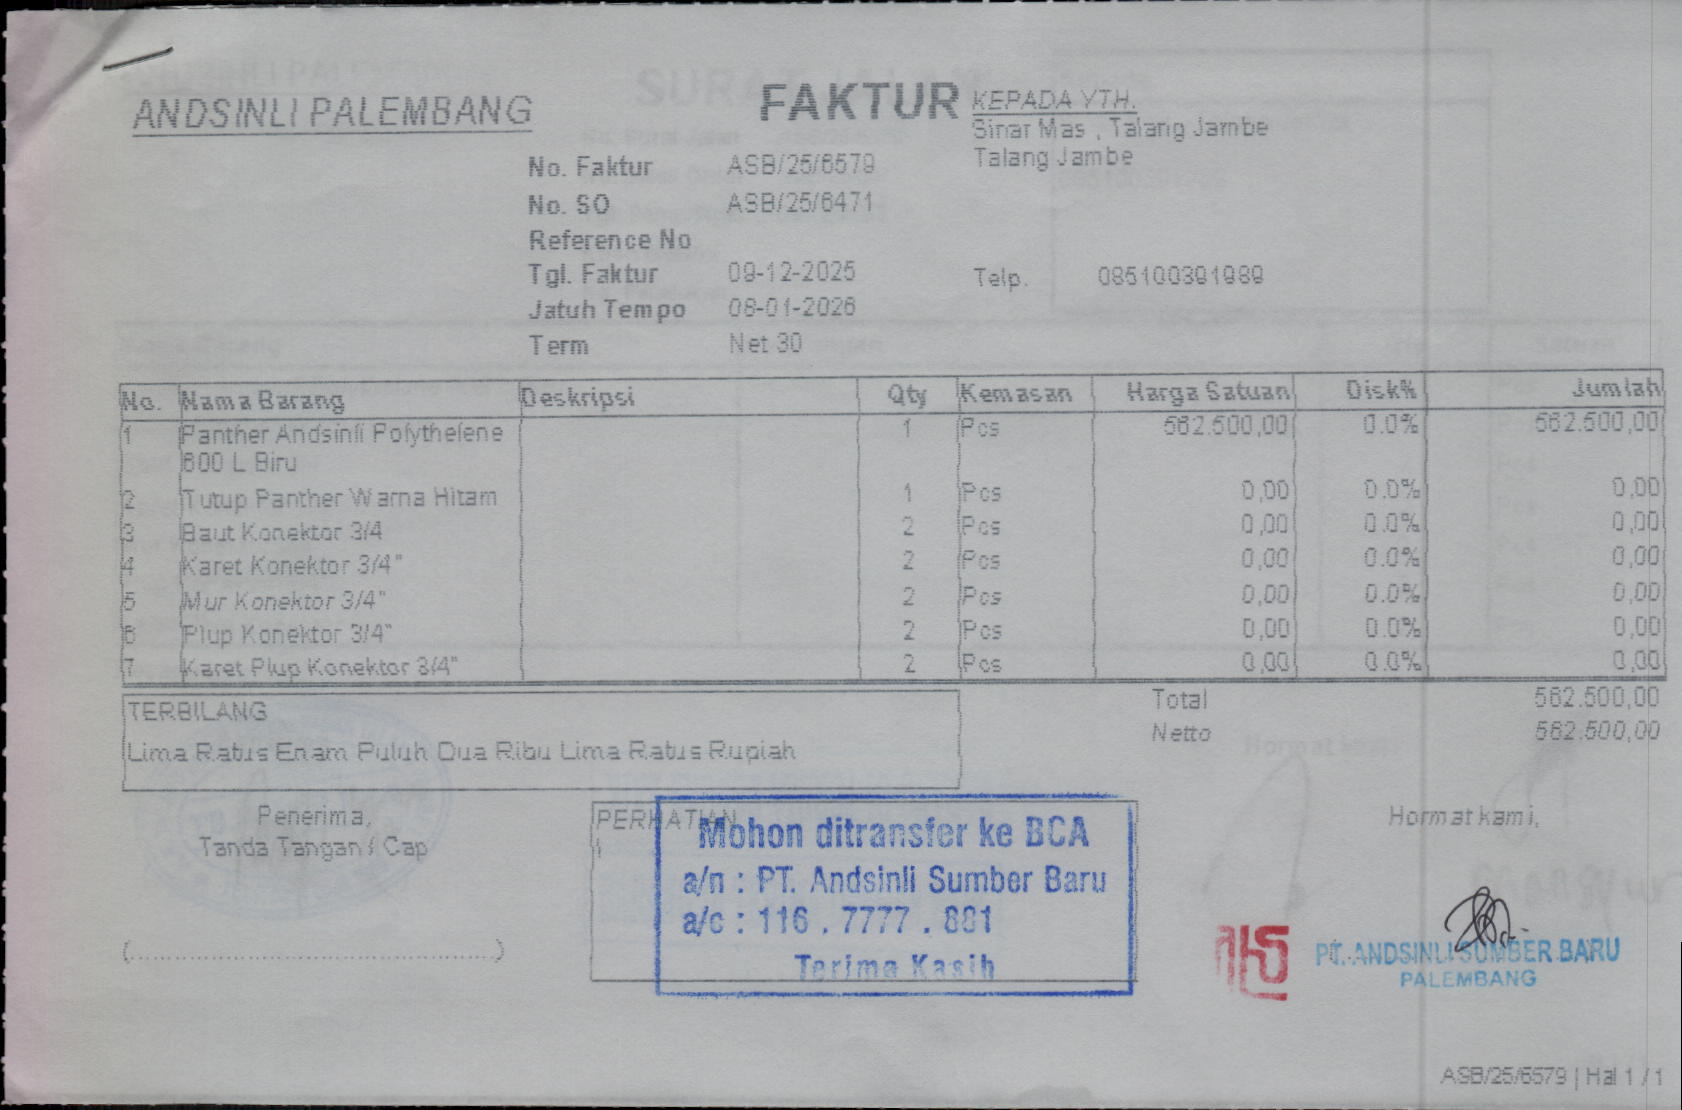 ANDSINLI PALEMBANG
FAKTUR
KEPADA YTH.
Sinar Mas , Talang Jambe
Talang Jambe
No. Faktur ASB/25/6579
No. SO ASB/25/6471
Reference No
Tgl. Faktur 09-12-2025
Telp. 085100391989
Jatuh Tempo 08-01-2026
Term Net 30
No. Nama Barang Deskripsi Qty Kemasan Harga Satuan Disk% Jumlah
1 Panther Andsinli Polythelene 1 Pcs 562.500,00 0.0% 562.500,00
600 L Biru
2 Tutup Panther Warna Hitam 1 Pcs 0,00 0.0% 0,00
3 Baut Konektor 3/4 2 Pcs 0,00 0.0% 0,00
4 Karet Konektor 3/4" 2 Pcs 0,00 0.0% 0,00
5 Mur Konektor 3/4" 2 Pcs 0,00 0.0% 0,00
6 Plup Konektor 3/4" 2 Pcs 0,00 0.0% 0,00
7 Karet Plup Konektor 3/4" 2 Pcs 0,00 0.0% 0,00
Total 562.500,00
Netto 562.500,00
TERBILANG
Lima Ratus Enam Puluh Dua Ribu Lima Ratus Rupiah
Penerima,
Tanda Tangan / Cap
(..................................................)
PERHATIAN
!
Mohon ditransfer ke BCA
a/n : PT. Andsinli Sumber Baru
a/c : 116 . 7777 . 881
Terima Kasih
Hormat kami,
PT. ANDSINLI SUMBER BARU
PALEMBANG
ASB/25/6579 | Hal 1 / 1